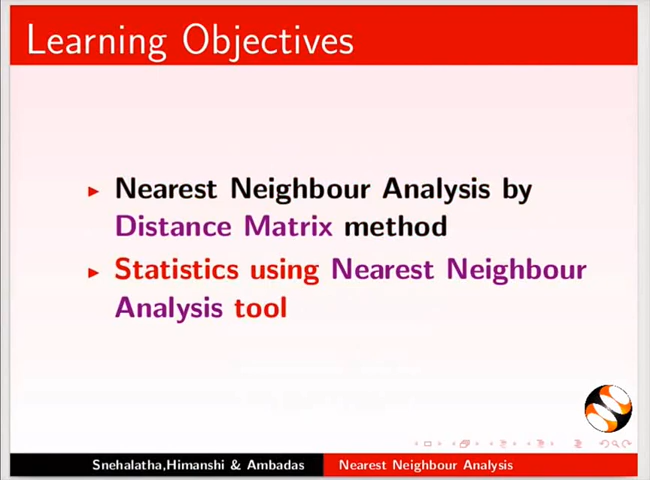 Learning Objectives
Nearest Neighbour Analysis by
Distance Matrix method
Statistics using Nearest Neighbour
Analysis tool
Snehalatha,Himanshi & Ambadas
Nearest Neighbour Analysis